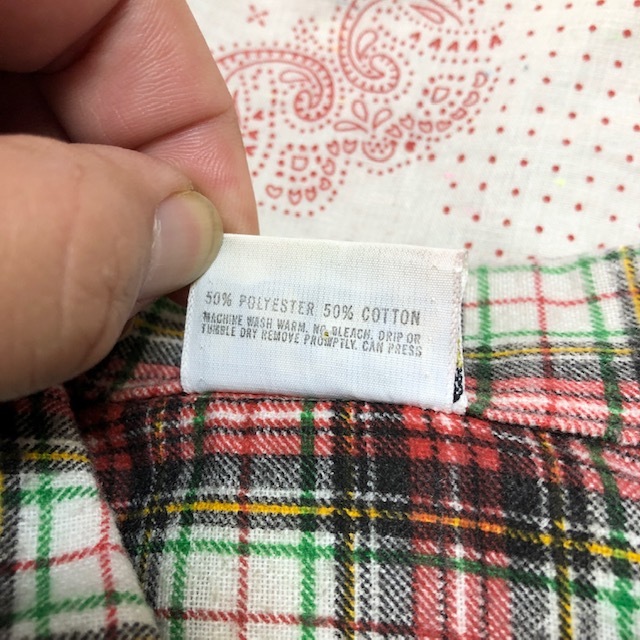 50% POLYESTER 50% COTTON
MACHINE WASH WARM. NO BLEACH. DRIP OR
TUMBLE DRY REMOVE PROMPTLY. CAN PRESS